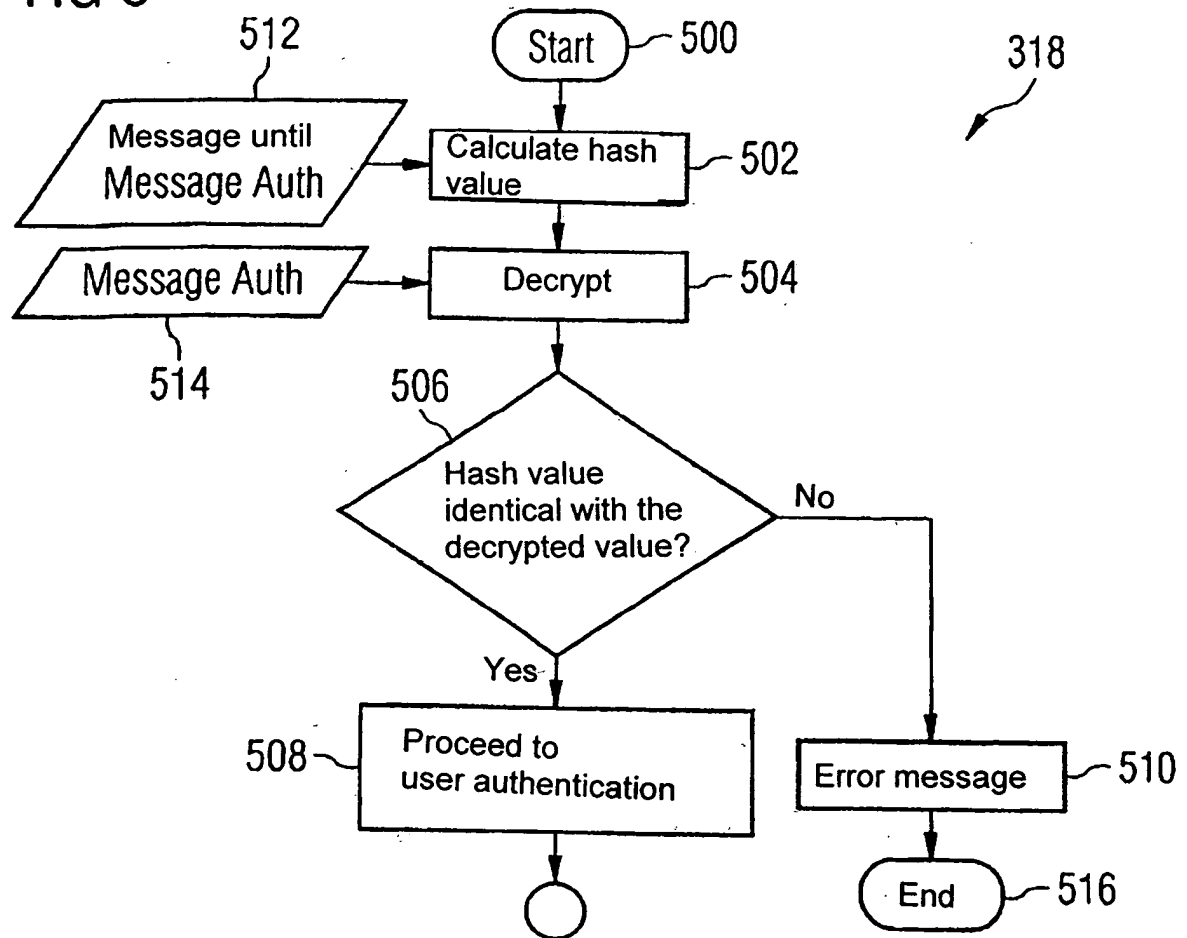 512
Start
500
318
Message until
Message Auth
Calculate hash
value
502
Message Auth
Decrypt
504
514
506
Hash value
identical with the
decrypted value?
No
Yes
508
Proceed to
user authentication
Error message
510
End
516